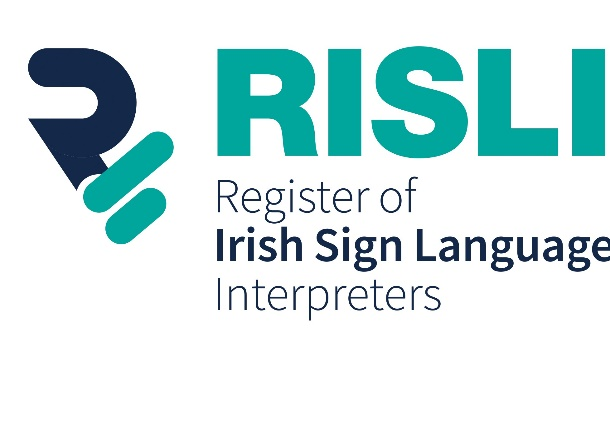 RISLI
Register of
Irish Sign Language
Interpreters